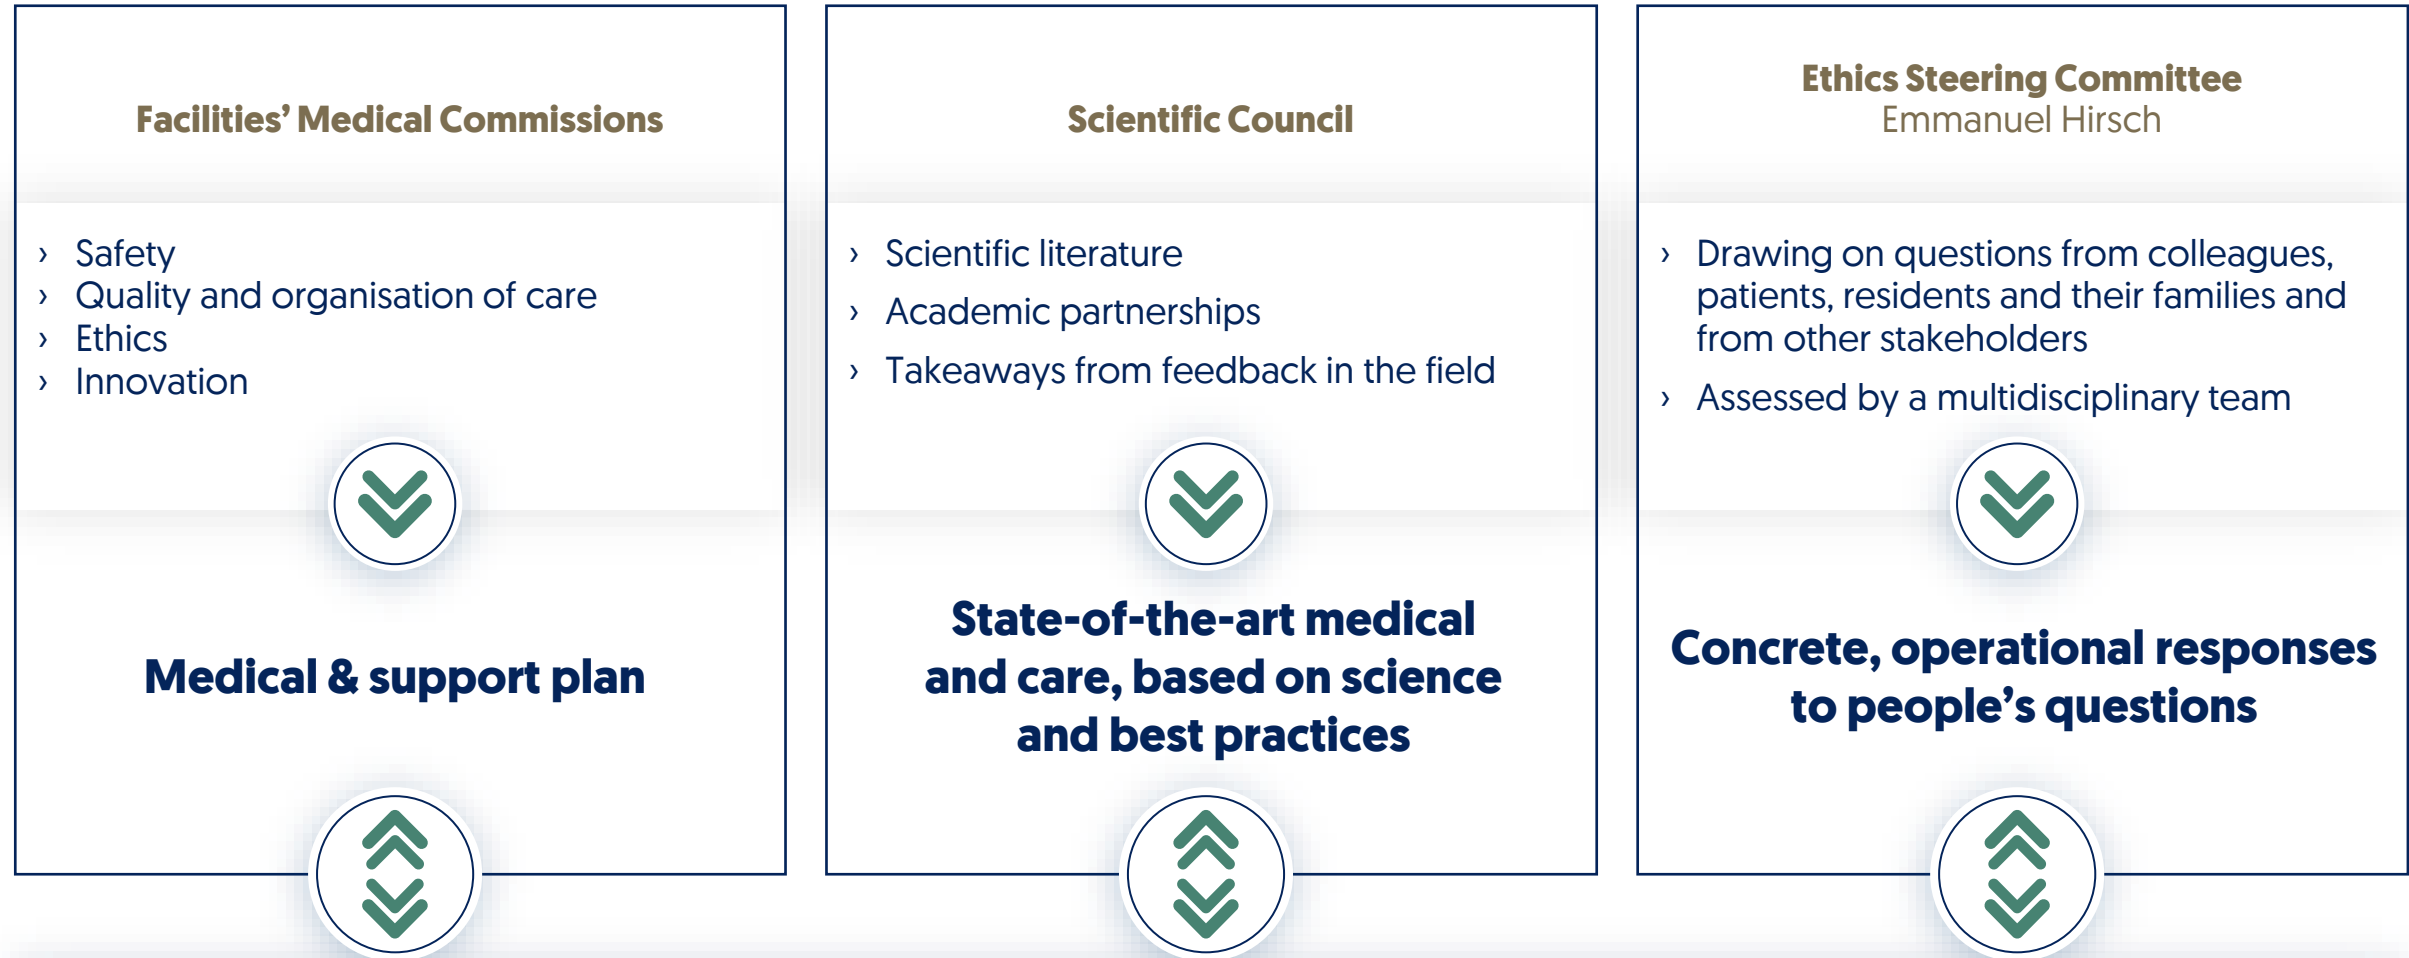 Facilities’ Medical Commissions
› Safety
› Quality and organisation of care
› Ethics
› Innovation
Medical & support plan
Scientific Council
› Scientific literature
› Academic partnerships
› Takeaways from feedback in the field
State-of-the-art medical
and care, based on science
and best practices
Ethics Steering Committee
Emmanuel Hirsch
› Drawing on questions from colleagues,
patients, residents and their families and
from other stakeholders
› Assessed by a multidisciplinary team
Concrete, operational responses
to people’s questions